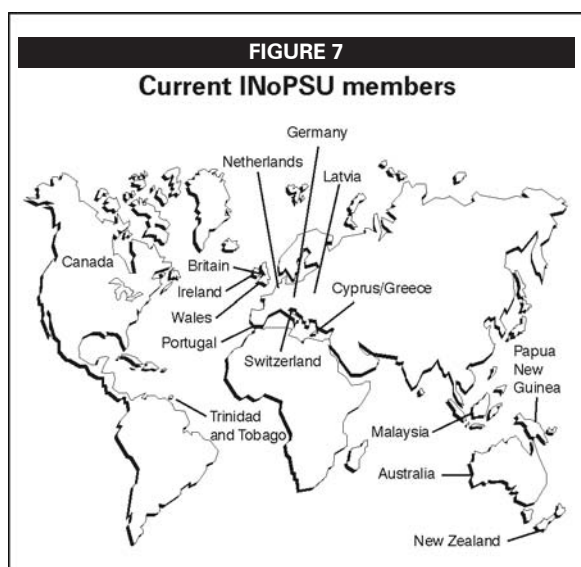 FIGURE 7
Current INoPSU members
Germany
Netherlands
Latvia
Canada
Britain
Ireland
Cyprus/Greece
Wales
Portugal
Switzerland
Papua
New
Guinea
Trinidad
and Tobago
Malaysia
Australia
New Zealand